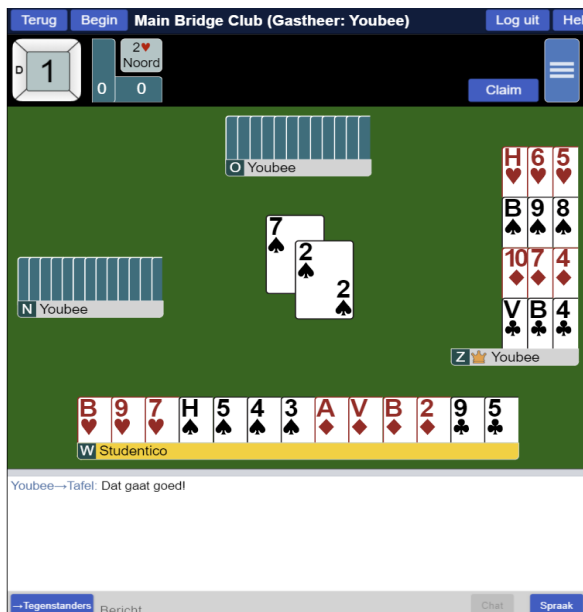 Terug Begin Main Bridge Club (Gastheer: Youbee) Log uit Hel
D 1
2♥
Noord
0 0
Claim
O Youbee
H 6 5
B 9 8
10 7 4
V B 4
7
2
2
N Youbee
Z Youbee
B 9 7 H 5 4 3 A V B 2 9 5
W Studentico
Youbee→Tafel: Dat gaat goed!
→Tegenstanders Bericht Chat Spraak